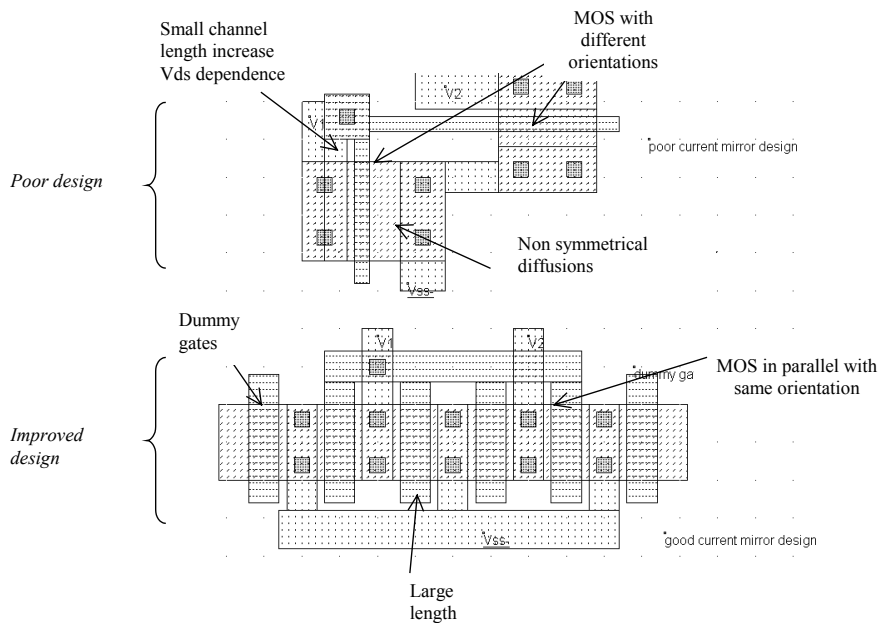 Small channel
length increase
Vds dependence
MOS with
different
orientations
V2
V1
poor current mirror design
Poor design
Non symmetrical
diffusions
Vss-
Dummy
gates
V1
V2
dummy ga
MOS in parallel with
same orientation
Improved
design
Vss-
good current mirror design
Large
length